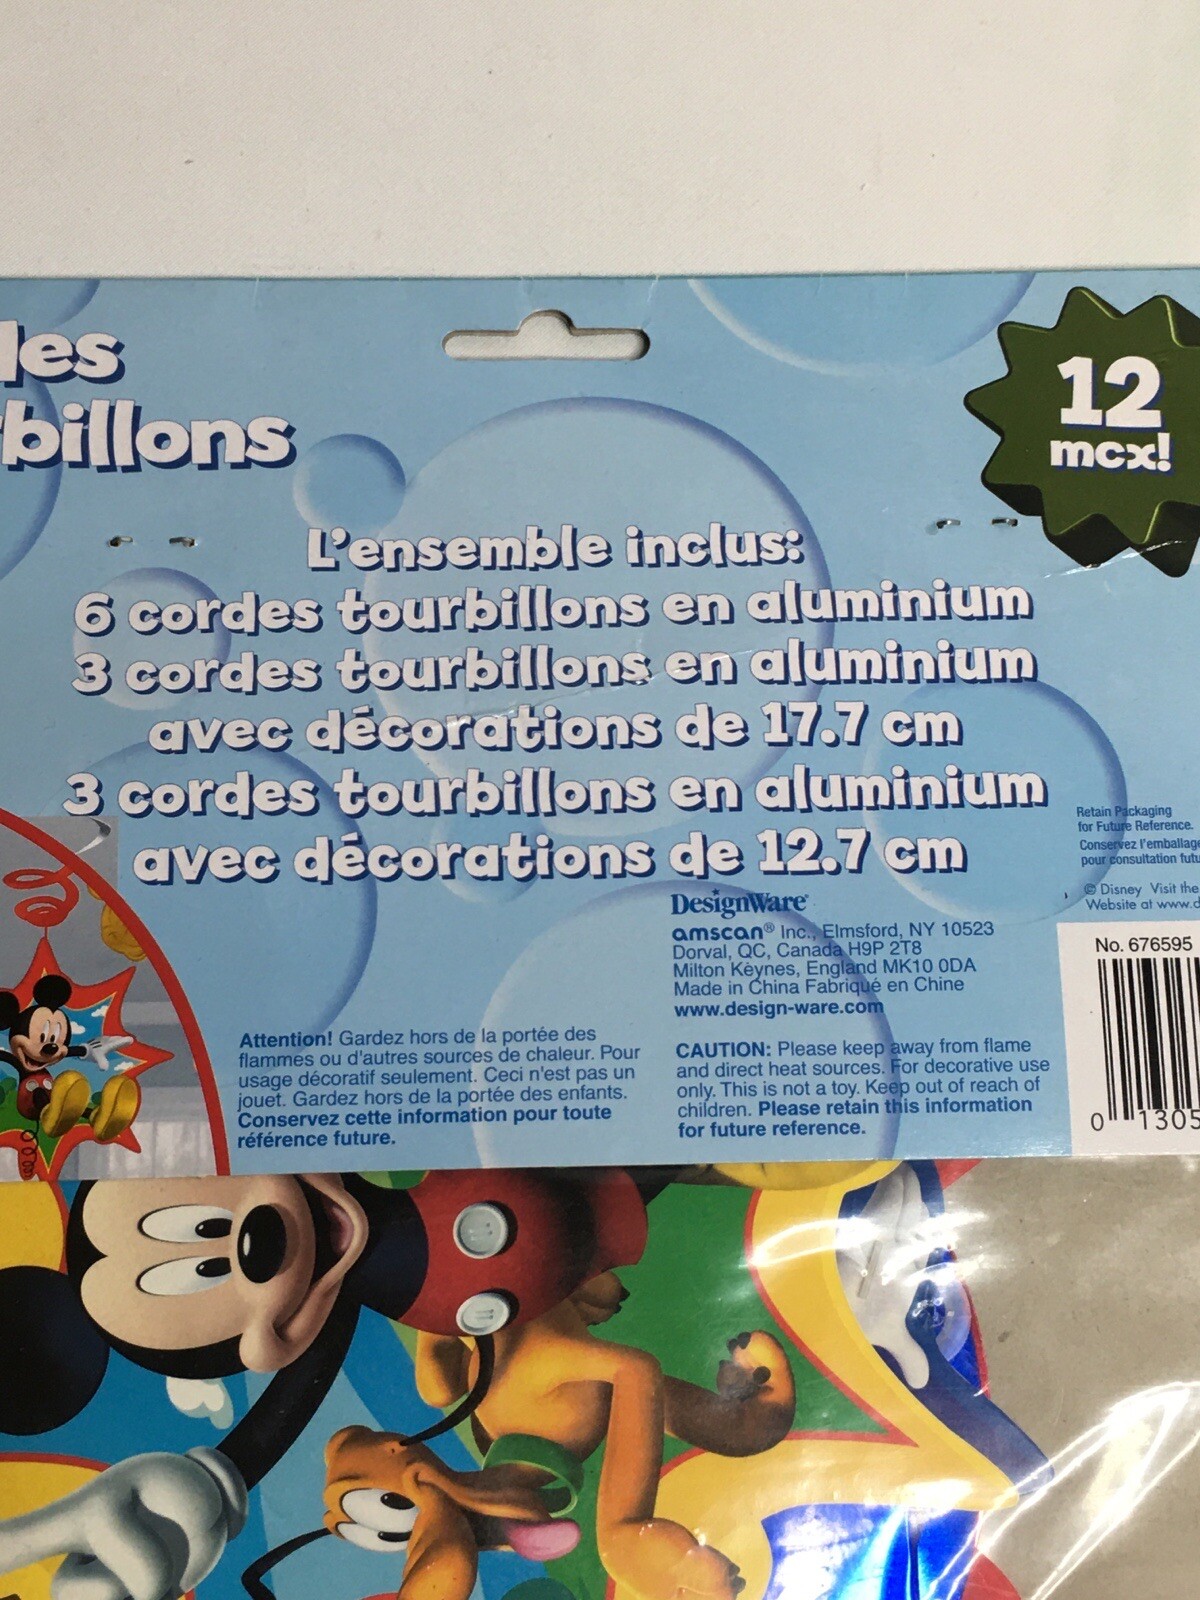 12
mcx!
L'ensemble inclus:
6 cordes tourbillons en aluminium
3 cordes tourbillons en aluminium
avec décorations de 17.7 cm
3 cordes tourbillons en aluminium
avec décorations de 12.7 cm
Retain Packaging
for Future Reference.
Conservez l'emballage
pour consultation
© Disney Visit the
Website at
DesignWare®
amscan® Inc., Elmsford, NY 10523
Dorval, QC, Canada H9P 2T8
Milton Keynes, England MK10 0DA
Made in China Fabriqué en Chine
www.design-ware.com
No. 676595
0 1305
Attention! Gardez hors de la portée des
flammes ou d'autres sources de chaleur. Pour
usage décoratif seulement. Ceci n'est pas un
jouet. Gardez hors de la portée des enfants.
Conservez cette information pour toute
référence future.
CAUTION: Please keep away from flame
and direct heat sources. For decorative use
only. This is not a toy. Keep out of reach of
children. Please retain this information
for future reference.